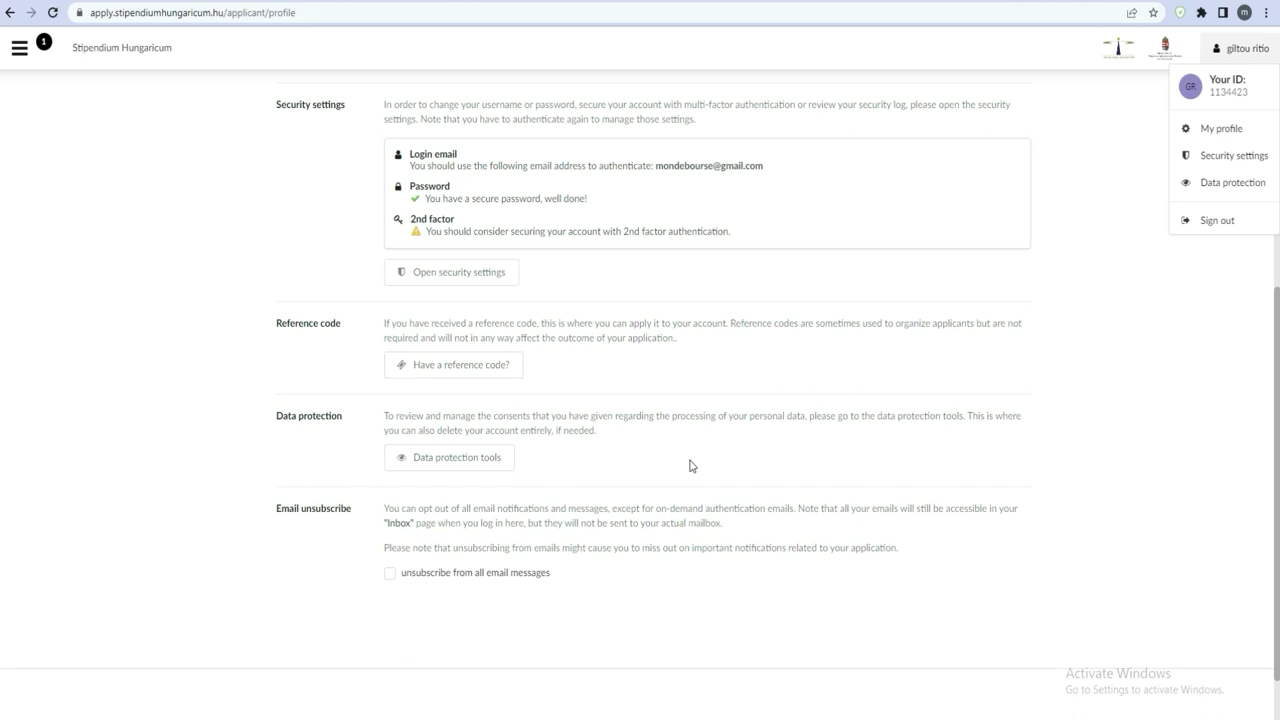 apply.stipendiumhungaricum.hu/applicant/profile
m
1
Stipendium Hungaricum
giltou ritio
GR
Your ID:
1134423
My profile
Security settings
Data protection
Sign out
Security settings
In order to change your username or password, secure your account with multi-factor authentication or review your security log, please open the security
settings. Note that you have to authenticate again to manage those settings.
Login email
You should use the following email address to authenticate: mondebourse@gmail.com
Password
You have a secure password, well done!
2nd factor
You should consider securing your account with 2nd factor authentication.
Open security settings
Reference code
If you have received a reference code, this is where you can apply it to your account. Reference codes are sometimes used to organize applicants but are not
required and will not in any way affect the outcome of your application..
Have a reference code?
Data protection
To review and manage the consents that you have given regarding the processing of your personal data, please go to the data protection tools. This is where
you can also delete your account entirely, if needed.
Data protection tools
Email unsubscribe
You can opt out of all email notifications and messages, except for on-demand authentication emails. Note that all your emails will still be accessible in your
"Inbox" page when you log in here, but they will not be sent to your actual mailbox.
Please note that unsubscribing from emails might cause you to miss out on important notifications related to your application.
unsubscribe from all email messages
Activate Windows
Go to Settings to activate Windows.